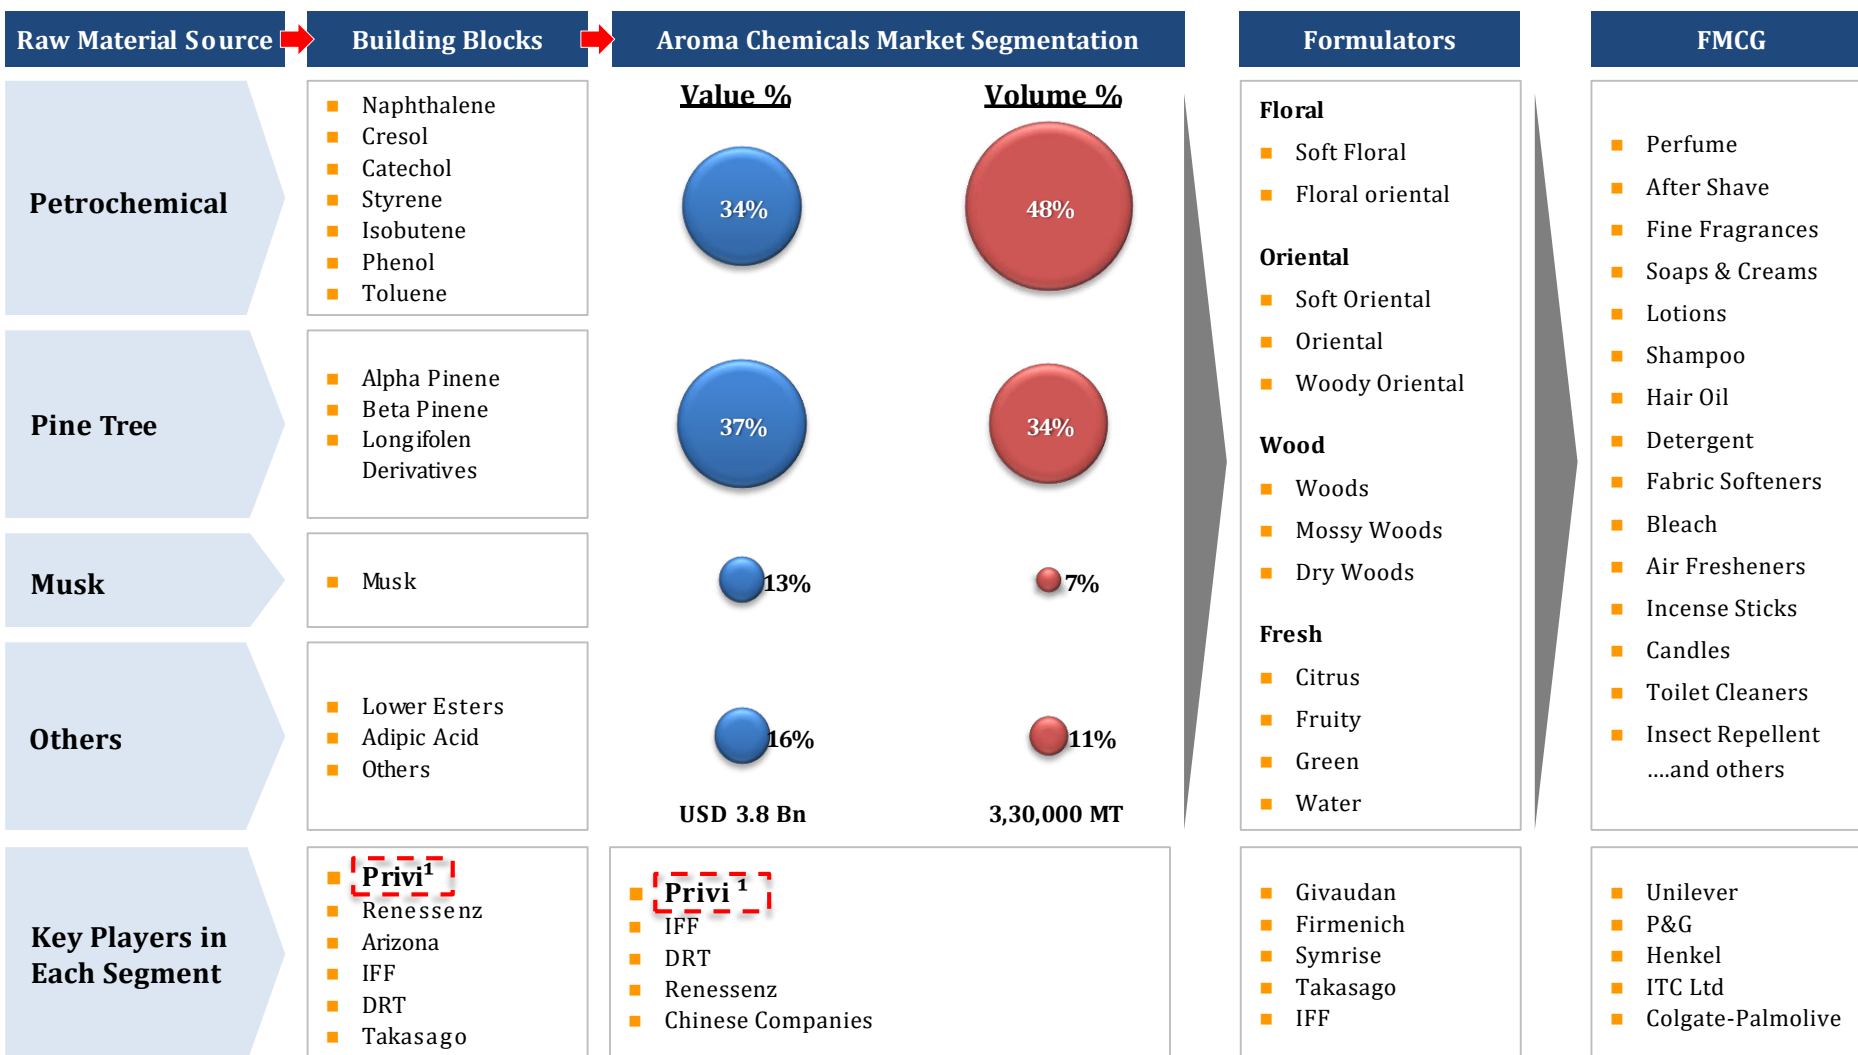 Raw Material Source
Building Blocks
Aroma Chemicals Market Segmentation
Formulators
FMCG
Petrochemical
Naphthalene
Cresol
Catechol
Styrene
Isobutene
Phenol
Toluene
Value %
Volume %
34%
48%
Pine Tree
Alpha Pinene
Beta Pinene
Longifolen
Derivatives
37%
34%
Musk
Musk
13%
7%
Others
Lower Esters
Adipic Acid
Others
16%
11%
USD 3.8 Bn
3,30,000 MT
Floral
Soft Floral
Floral oriental
Oriental
Soft Oriental
Oriental
Woody Oriental
Wood
Woods
Mossy Woods
Dry Woods
Fresh
Citrus
Fruity
Green
Water
Perfume
After Shave
Fine Fragrances
Soaps & Creams
Lotions
Shampoo
Hair Oil
Detergent
Fabric Softeners
Bleach
Air Fresheners
Incense Sticks
Candles
Toilet Cleaners
Insect Repellent
....and others
Key Players in
Each Segment
Privi¹
Renessenz
Arizona
IFF
DRT
Takasago
Privi ¹
IFF
DRT
Renessenz
Chinese Companies
Givaudan
Firmenich
Symrise
Takasago
IFF
Unilever
P&G
Henkel
ITC Ltd
Colgate-Palmolive